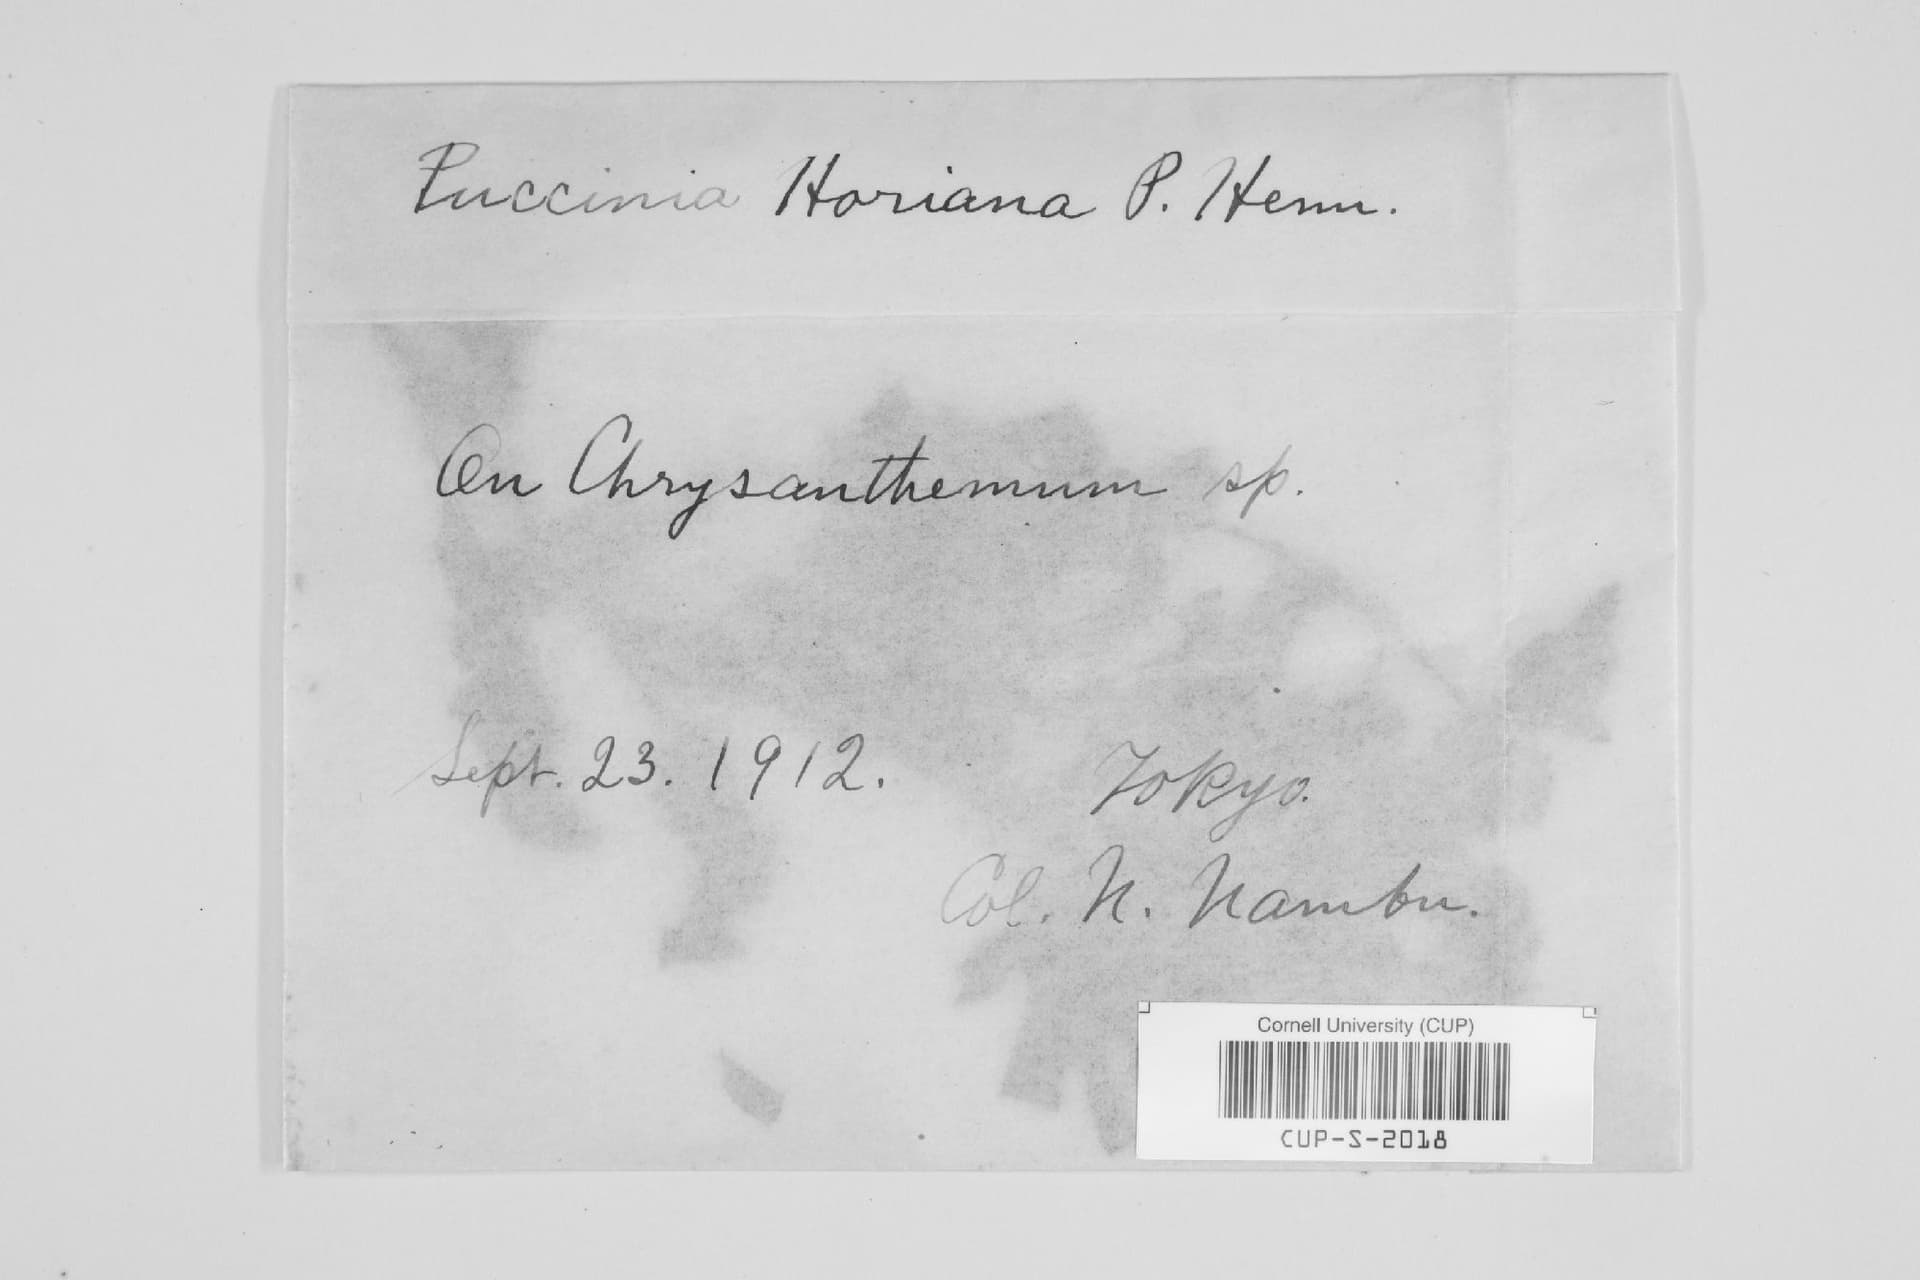 Puccinia Horiana P. Henn.
On Chrysanthemum sp.
Sept. 23. 1912. Tokyo.
Col. N. Nambu.
Cornell University (CUP)
CUP-S-2018